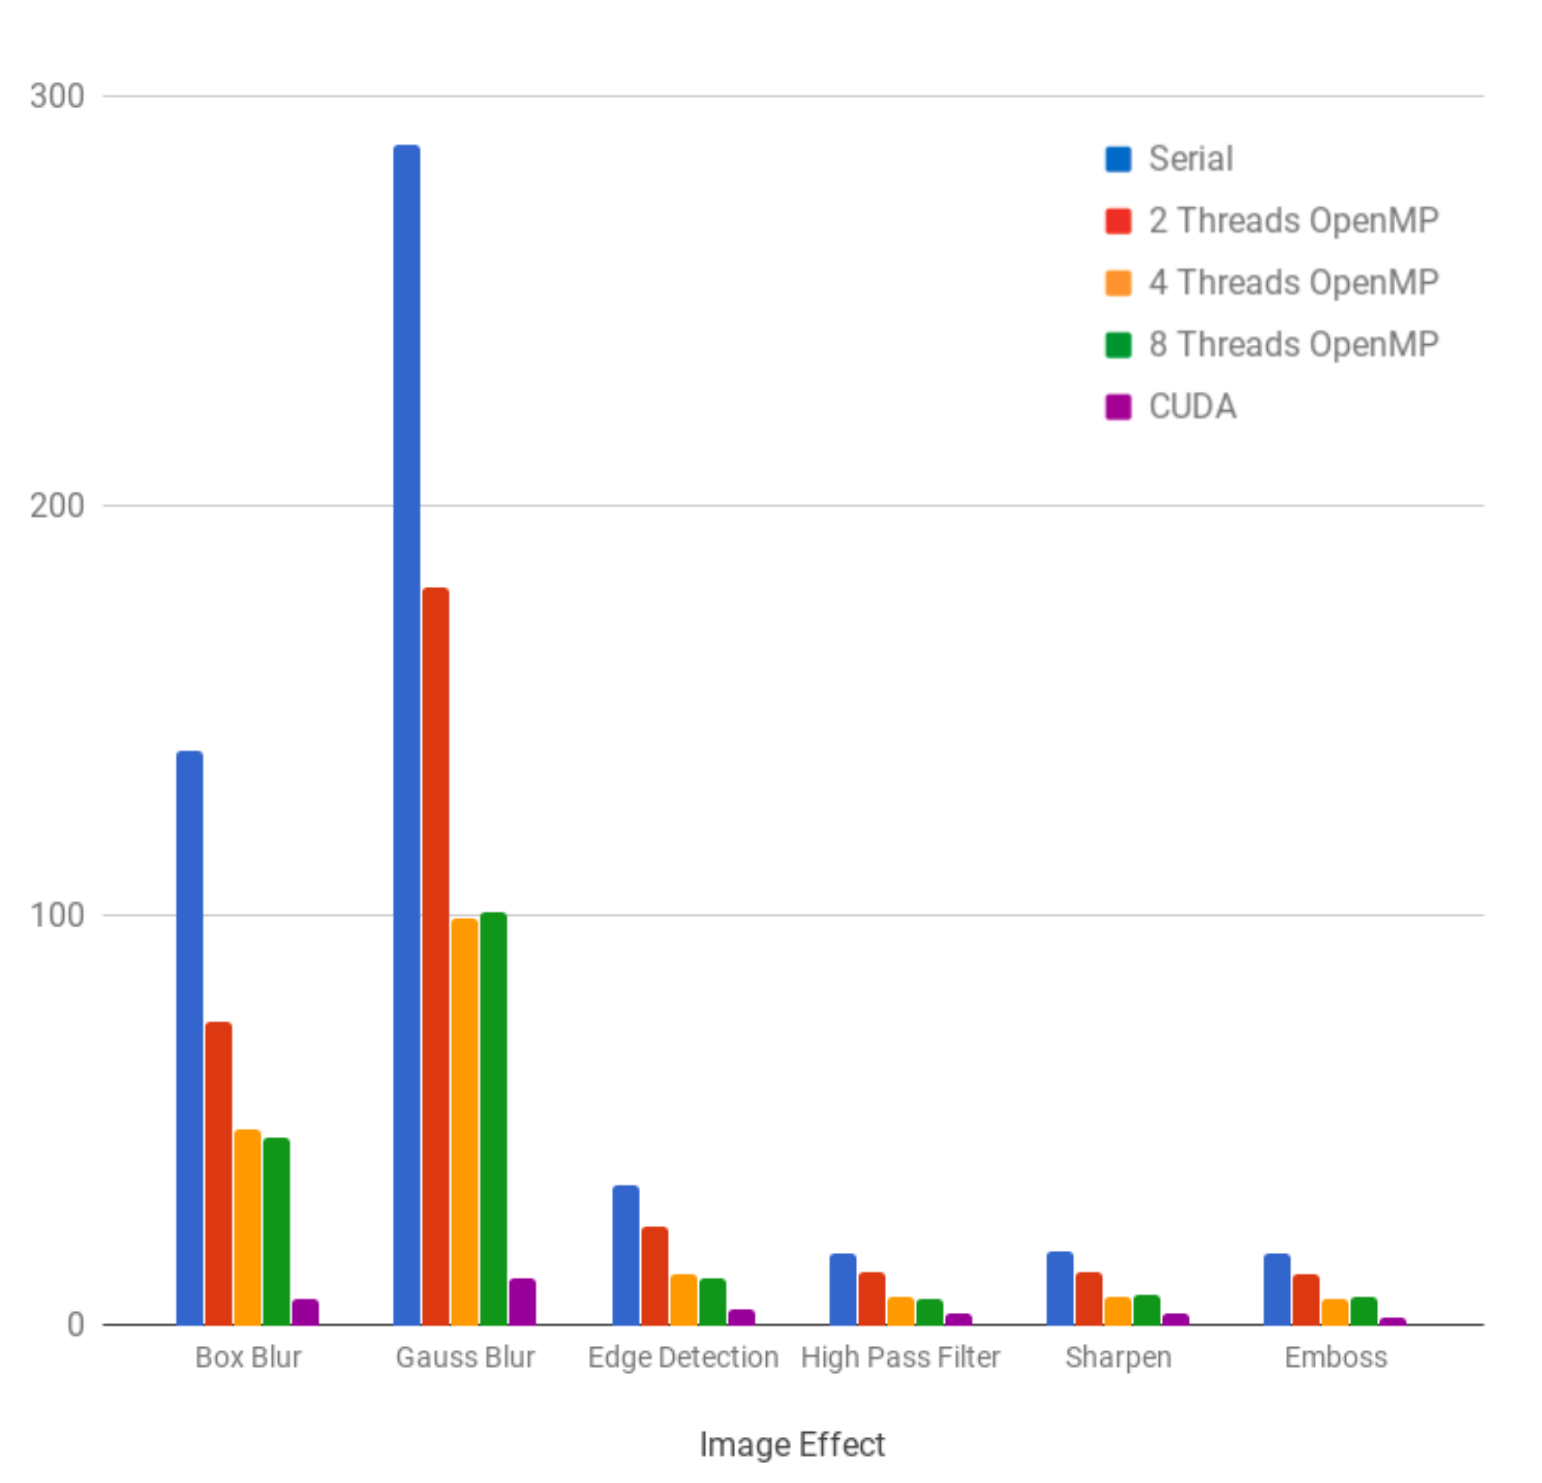 300
200
100
0
Serial
2 Threads OpenMP
4 Threads OpenMP
8 Threads OpenMP
CUDA
Box Blur Gauss Blur Edge Detection High Pass Filter Sharpen Emboss
Image Effect